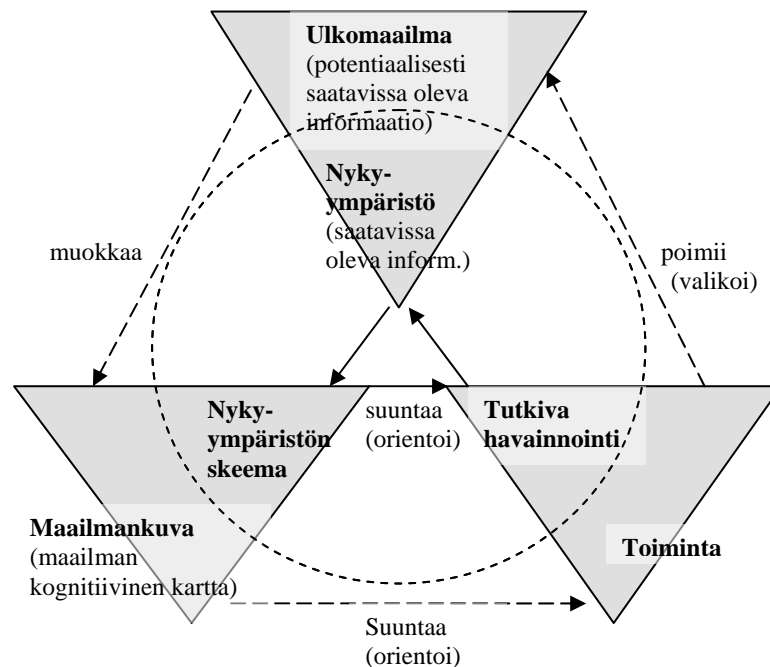 Ulkomaailma
(potentiaalisesti
saatavissa oleva
informaatio)
Nyky-
ympäristö
(saatavissa
oleva inform.)
muokkaa
poimii
(valikoi)
Nyky-
ympäristön
skeema
suuntaa
(orientoi)
Tutkiva
havainnointi
Maailmankuva
(maailman
kognitiivinen kartta)
Toiminta
Suuntaa
(orientoi)